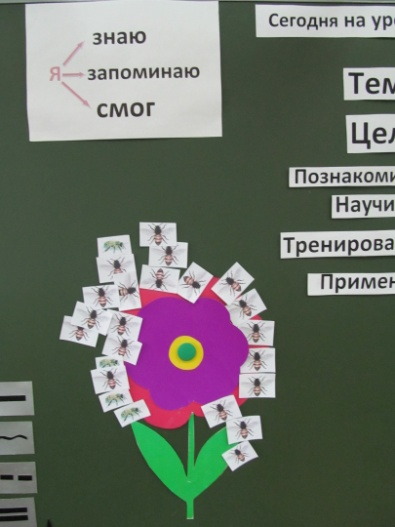 знаю
Я запоминаю
смог
Сегодня на уро
Тем
Цел
Познакоми
Научи
Тренирова
Примен